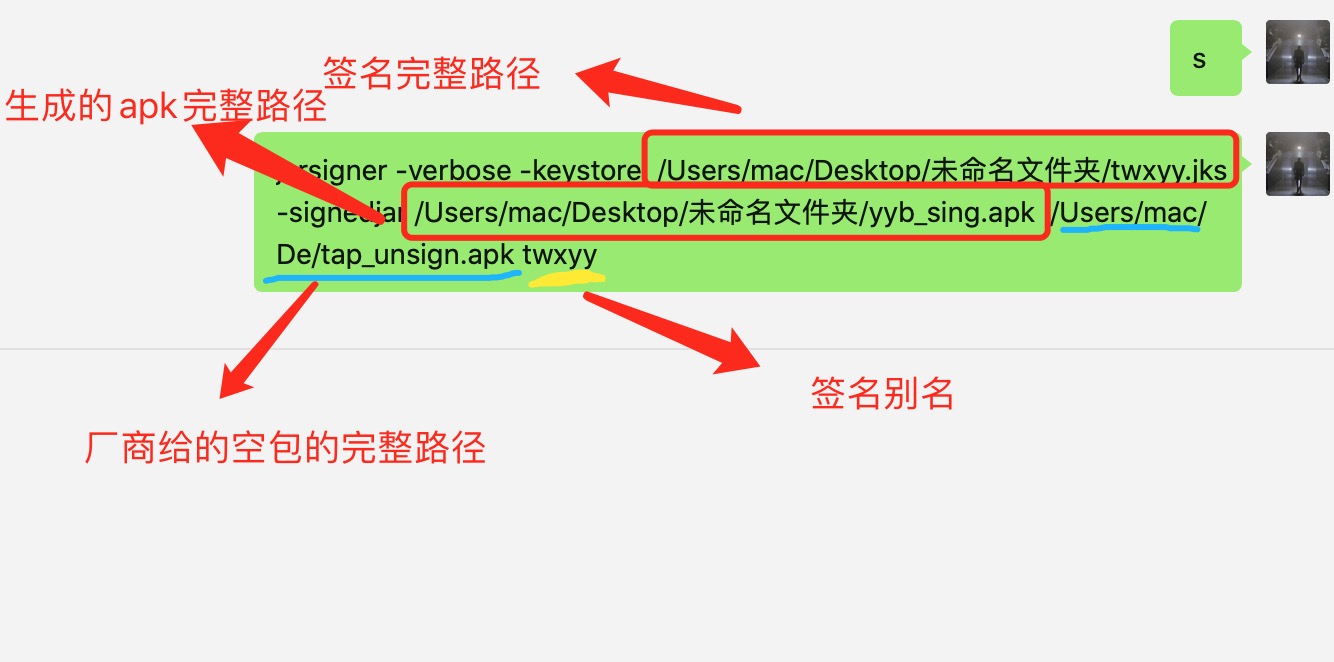 s
签名完整路径
生成的apk完整路径
rsigner -verbose -keystore /Users/mac/Desktop/未命名文件夹/twxyy.jks
-signedjar /Users/mac/Desktop/未命名文件夹/yyb_sing.apk /Users/mac/
De/tap_unsign.apk twxyy
签名别名
厂商给的空包的完整路径